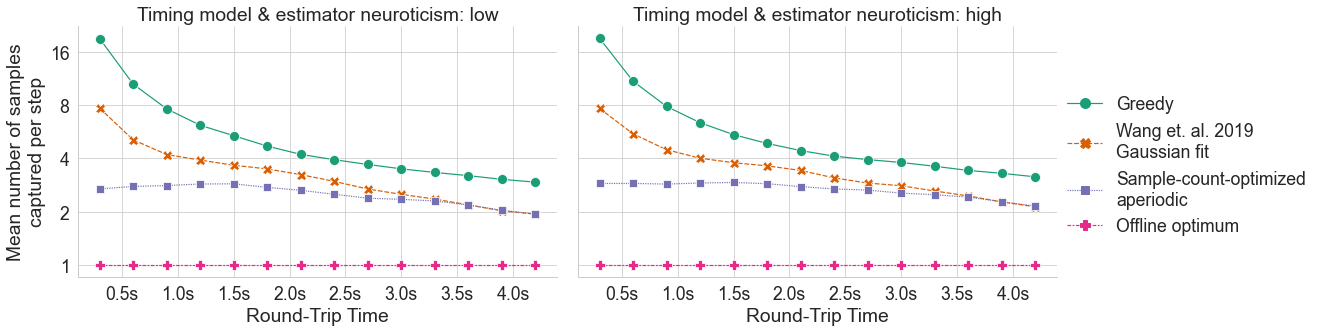 Timing model & estimator neuroticism: low
Timing model & estimator neuroticism: high
Mean number of samples
captured per step
16
8
4
2
1
0.5s 1.0s 1.5s 2.0s 2.5s 3.0s 3.5s 4.0s
Round-Trip Time
0.5s 1.0s 1.5s 2.0s 2.5s 3.0s 3.5s 4.0s
Round-Trip Time
Greedy
Wang et. al. 2019
Gaussian fit
Sample-count-optimized
aperiodic
Offline optimum